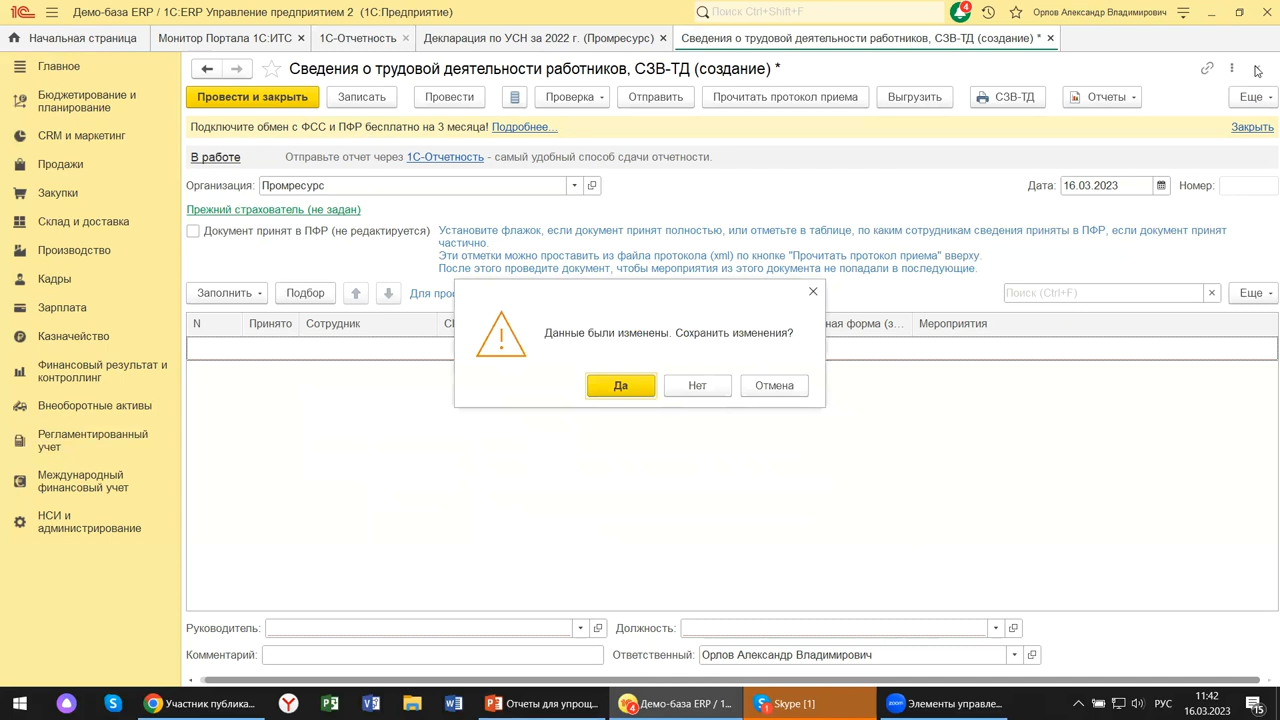 Демо-база ERP / 1С:ERP Управление предприятием 2 (1С:Предприятие)
Поиск Ctrl+Shift+F
4
Орлов Александр Владимирович
Начальная страница
Монитор Портала 1С:ИТС ×
1С-Отчетность ×
Декларация по УСН за 2022 г. (Промресурс) ×
Сведения о трудовой деятельности работников, СЗВ-ТД (создание) * ×
Главное
Бюджетирование и
планирование
CRM и маркетинг
Продажи
Закупки
Склад и доставка
Производство
Кадры
Зарплата
Казначейство
Финансовый результат и
контроллинг
Внеоборотные активы
Регламентированный
учет
Международный
финансовый учет
НСИ и
администрирование
Сведения о трудовой деятельности работников, СЗВ-ТД (создание) *
Провести и закрыть
Записать
Провести
Проверка
Отправить
Прочитать протокол приема
Выгрузить
СЗВ-ТД
Отчеты
Еще
Подключите обмен с ФСС и ПФР бесплатно на 3 месяца! Подробнее...
Закрыть
В работе
Отправьте отчет через 1С-Отчетность - самый удобный способ сдачи отчетности.
Организация: Промресурс
Дата: 16.03.2023
Номер:
Прежний страхователь (не задан)
Документ принят в ПФР (не редактируется)
Установите флажок, если документ принят полностью, или отметьте в таблице, по каким сотрудникам сведения приняты в ПФР, если документ принят
частично.
Эти отметки можно проставить из файла протокола (xml) по кнопке "Прочитать протокол приема" вверху.
После этого проведите документ, чтобы мероприятия из этого документа не попадали в последующие.
Заполнить
Подбор
Для про
Поиск (Ctrl+F)
×
Еще
N
Принято
Сотрудник
ная форма (з...
Мероприятия
Данные были изменены. Сохранить изменения?
Да
Нет
Отмена
Руководитель:
Должность:
Комментарий:
Ответственный: Орлов Александр Владимирович
Участник публика...
Отчеты для упрощ...
4
Демо-база ERP / 1...
1
Skype [1]
zoom
Элементы управле...
РУС
11:42
16.03.2023
15